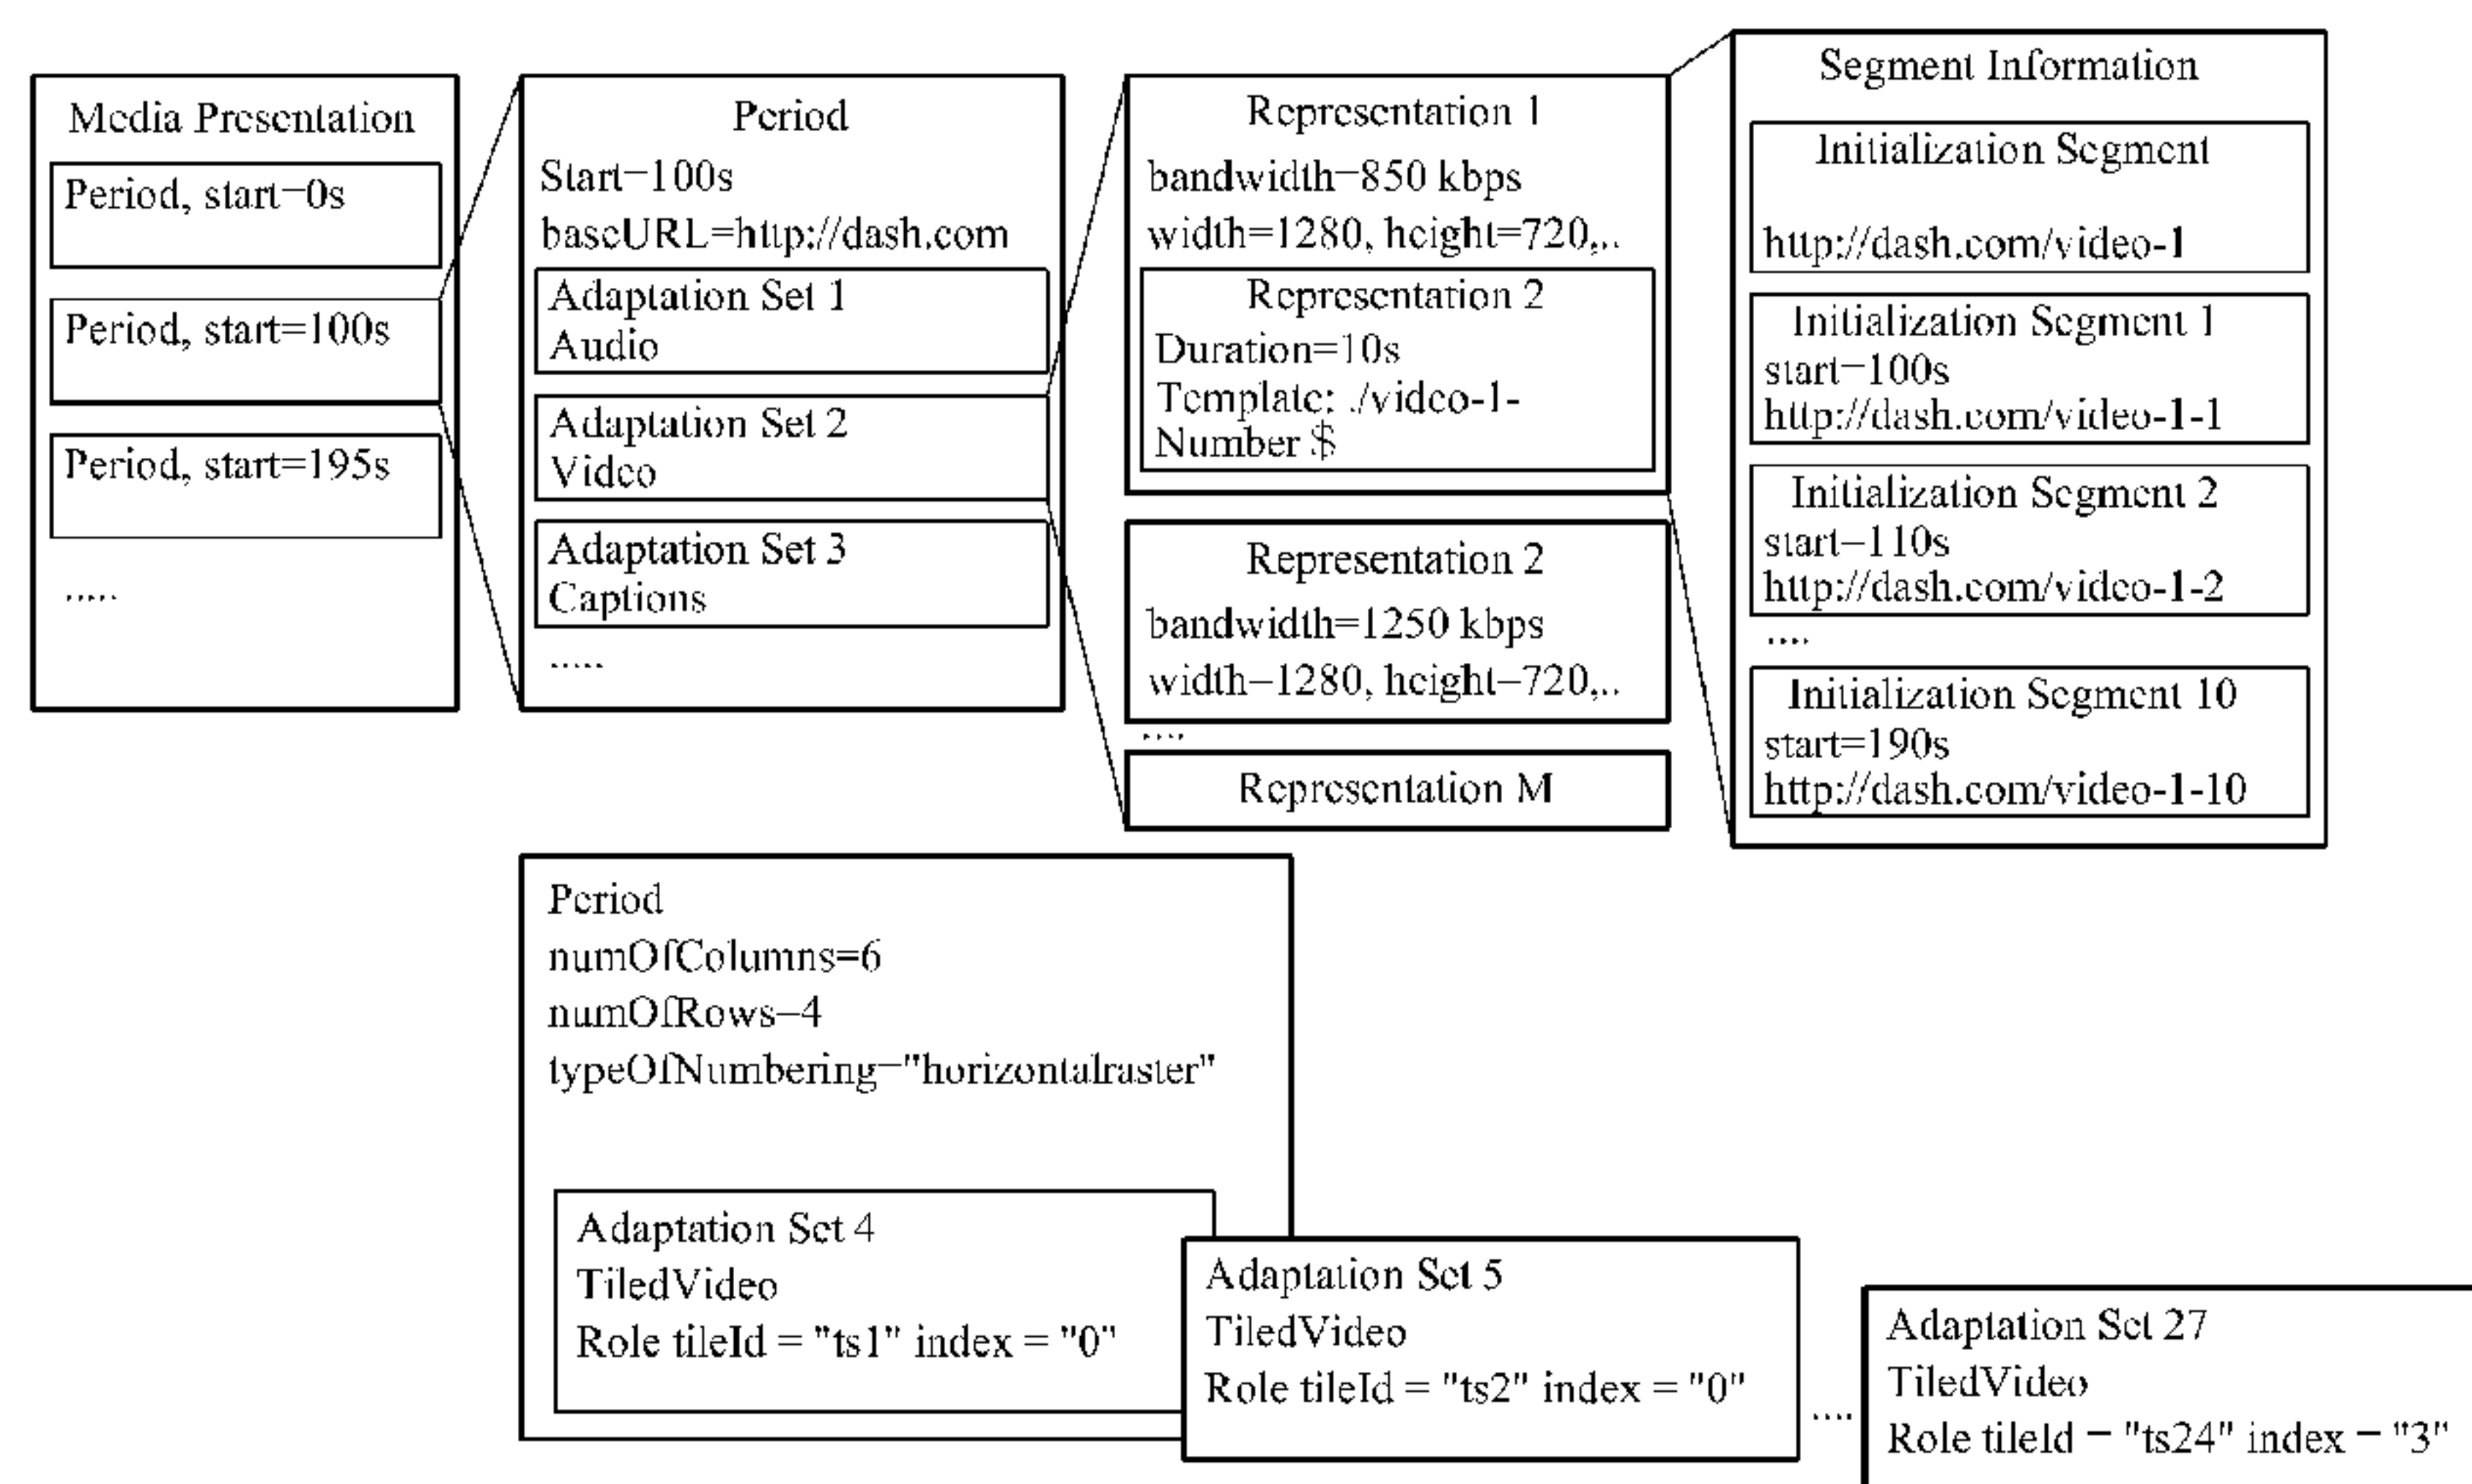 Media Presentation
Period, start=0s
Period, start=100s
Period, start=195s
.....
Period
Start=100s
baseURL=http://dash.com
Adaptation Set 1
Audio
Adaptation Set 2
Video
Adaptation Set 3
Captions
.....
Representation 1
bandwidth=850 kbps
width=1280, height=720,..
Representation 2
Duration=10s
Template: ./video-1-
Number $
Representation 2
bandwidth=1250 kbps
width=1280, height=720,..
....
Representation M
Segment Information
Initialization Segment
http://dash.com/video-1
Initialization Segment 1
start=100s
http://dash.com/video-1-1
Initialization Segment 2
start=110s
http://dash.com/video-1-2
....
Initialization Segment 10
start=190s
http://dash.com/video-1-10
Period
numOfColumns=6
numOfRows=4
typeOfNumbering="horizontalraster"
Adaptation Set 4
TiledVideo
Role tileId = "ts1" index = "0"
Adaptation Set 5
TiledVideo
Role tileId = "ts2" index = "0"
....
Adaptation Set 27
TiledVideo
Role tileId = "ts24" index = "3"